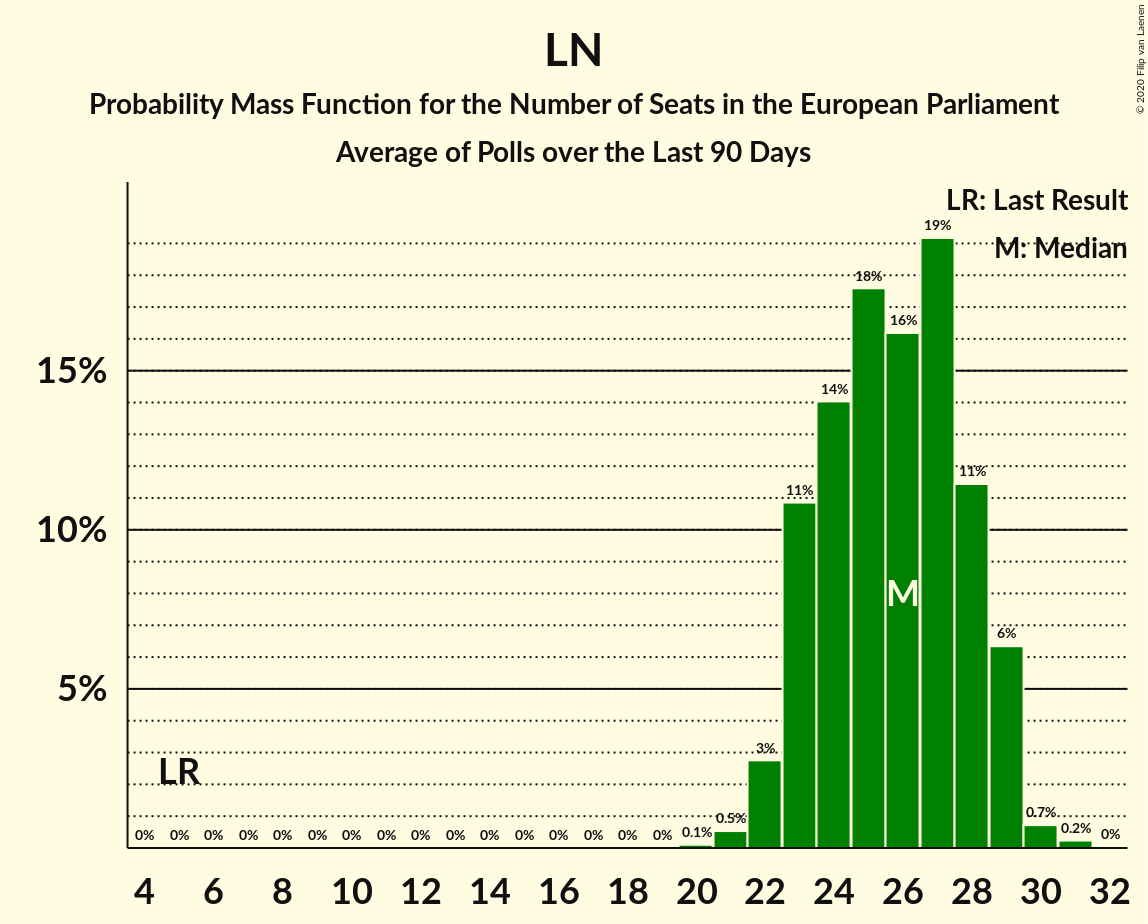 LN
Probability Mass Function for the Number of Seats in the European Parliament
Average of Polls over the Last 90 Days
© 2020 Filip van Laenen
LR: Last Result
M: Median
15%
10%
5%
LR
M
0% 0% 0% 0% 0% 0% 0% 0% 0% 0% 0% 0% 0% 0% 0% 0% 0.1% 0.5% 3% 11% 14% 18% 16% 19% 11% 6% 0.7% 0.2% 0%
4 6 8 10 12 14 16 18 20 22 24 26 28 30 32